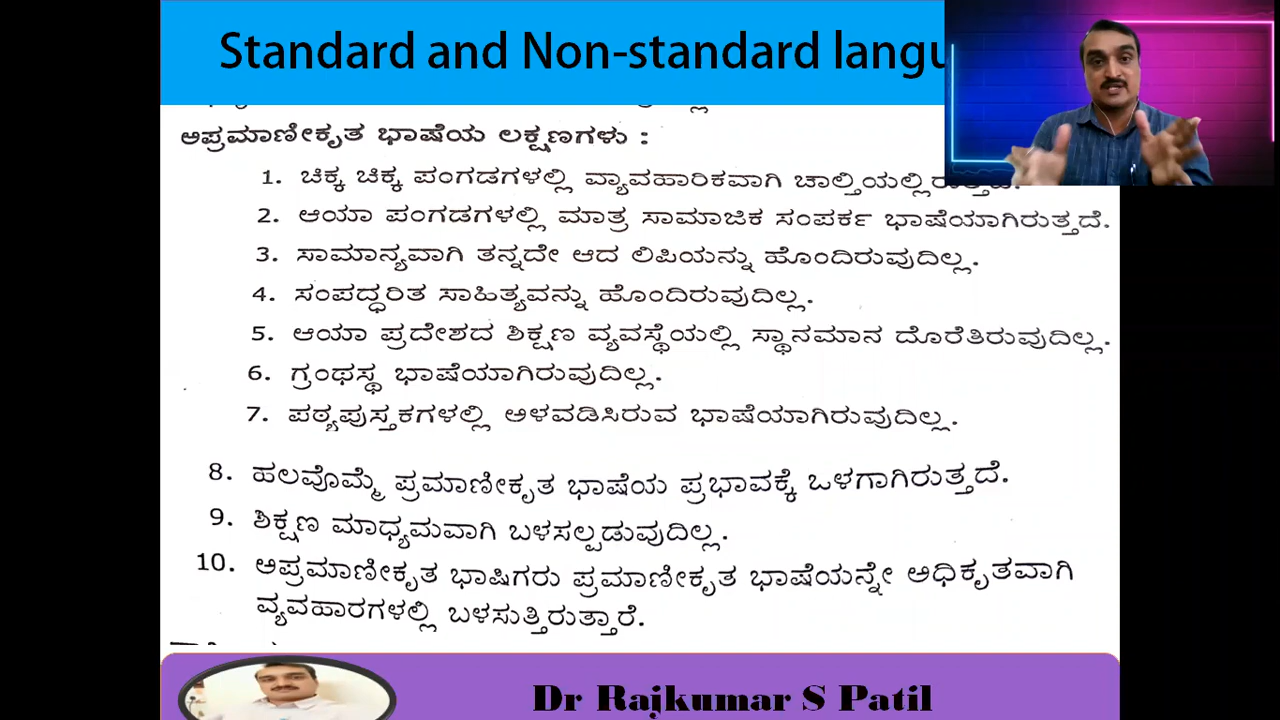 Standard and Non-standard langu
ಅಪ್ರಮಾಣೀಕೃತ ಭಾಷೆಯ ಲಕ್ಷಣಗಳು :
1. ಚಿಕ್ಕ ಚಿಕ್ಕ ಪಂಗಡಗಳಲ್ಲಿ ವ್ಯಾವಹಾರಿಕವಾಗಿ
2. ಆಯಾ ಪಂಗಡಗಳಲ್ಲಿ ಮಾತ್ರ ಸಾಮಾಜಿಕ ಸಂಪರ್ಕ ಭಾಷೆಯಾಗಿರುತ್ತದೆ.
3. ಸಾಮಾನ್ಯವಾಗಿ ತನ್ನದೇ ಆದ ಲಿಪಿಯನ್ನು ಹೊಂದಿರುವುದಿಲ್ಲ.
4. ಸಂಪದ್ಭರಿತ ಸಾಹಿತ್ಯವನ್ನು ಹೊಂದಿರುವುದಿಲ್ಲ.
5. ಆಯಾ ಪ್ರದೇಶದ ಶಿಕ್ಷಣ ವ್ಯವಸ್ಥೆಯಲ್ಲಿ ಸ್ಥಾನಮಾನ ದೊರೆತಿರುವುದಿಲ್ಲ.
6. ಗ್ರಂಥಸ್ಥ ಭಾಷೆಯಾಗಿರುವುದಿಲ್ಲ.
7. ಪಠ್ಯಪುಸ್ತಕಗಳಲ್ಲಿ ಅಳವಡಿಸಿರುವ ಭಾಷೆಯಾಗಿರುವುದಿಲ್ಲ.
8. ಹಲವೊಮ್ಮೆ ಪ್ರಮಾಣೀಕೃತ ಭಾಷೆಯ ಪ್ರಭಾವಕ್ಕೆ ಒಳಗಾಗಿರುತ್ತದೆ.
9. ಶಿಕ್ಷಣ ಮಾಧ್ಯಮವಾಗಿ ಬಳಸಲ್ಪಡುವುದಿಲ್ಲ.
10. ಅಪ್ರಮಾಣೀಕೃತ ಭಾಷಿಗರು ಪ್ರಮಾಣೀಕೃತ ಭಾಷೆಯನ್ನೇ ಅಧಿಕೃತವಾಗಿ
ವ್ಯವಹಾರಗಳಲ್ಲಿ ಬಳಸುತ್ತಿರುತ್ತಾರೆ.
Dr Rajkumar S Patil